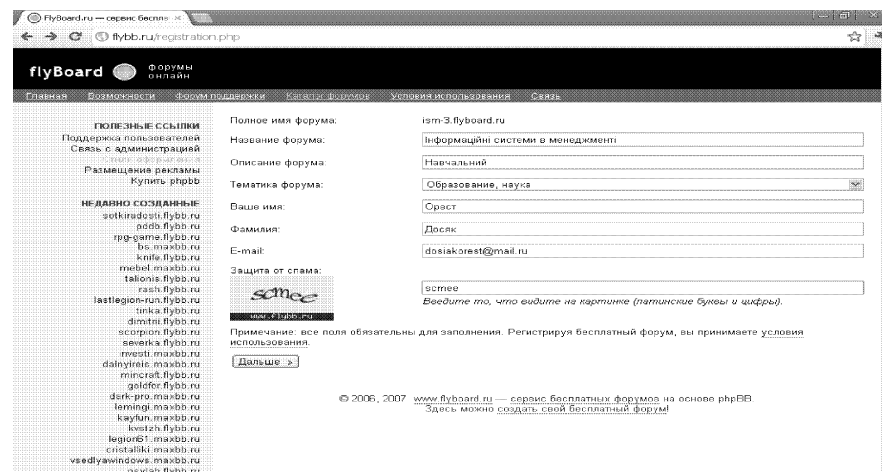 FlyBoard.ru — сервис беспла
flybb.ru/registration.php
flyBoard форумы онлайн
Главная Возможности Форум поддержки Каталог форумов Условия использования Связь
ПОЛЕЗНЫЕ ССЫЛКИ
Поддержка пользователей
Связь с администрацией
Размещение рекламы
Купить phpbb
НЕДАВНО СОЗДАННЫЕ
sotkiradosti.flybb.ru
pddb.flybb.ru
rpg-game.flybb.ru
bs.maxbb.ru
knife.flybb.ru
mebel.maxbb.ru
talionis.flybb.ru
rash.flybb.ru
lastlegion-run.flybb.ru
tinka.flybb.ru
dimitrii.flybb.ru
scorpion.flybb.ru
severka.flybb.ru
investi.maxbb.ru
dalnyireis.maxbb.ru
mincraft.flybb.ru
goldfor.flybb.ru
dark-pro.maxbb.ru
lemingi.maxbb.ru
kayfun.maxbb.ru
kvstzh.flybb.ru
legion61.maxbb.ru
cristalliki.maxbb.ru
vsedlyawindows.maxbb.ru
Полное имя форума: ism-3.flyboard.ru
Название форума: Інформаційні системи в менеджменті
Описание форума: Навчальний
Тематика форума: Образование, наука
Ваше имя: Орест
Фамилия: Досяк
E-mail: dosiakorest@mail.ru
Защита от спама:
scmee
www.flybb.ru
scmee
Введите то, что видите на картинке (латинские буквы и цифры).
Примечание: все поля обязательны для заполнения. Регистрируя бесплатный форум, вы принимаете условия
использования.
Дальше »
© 2006, 2007 www.flyboard.ru — сервис бесплатных форумов на основе phpBB.
Здесь можно создать свой бесплатный форум!